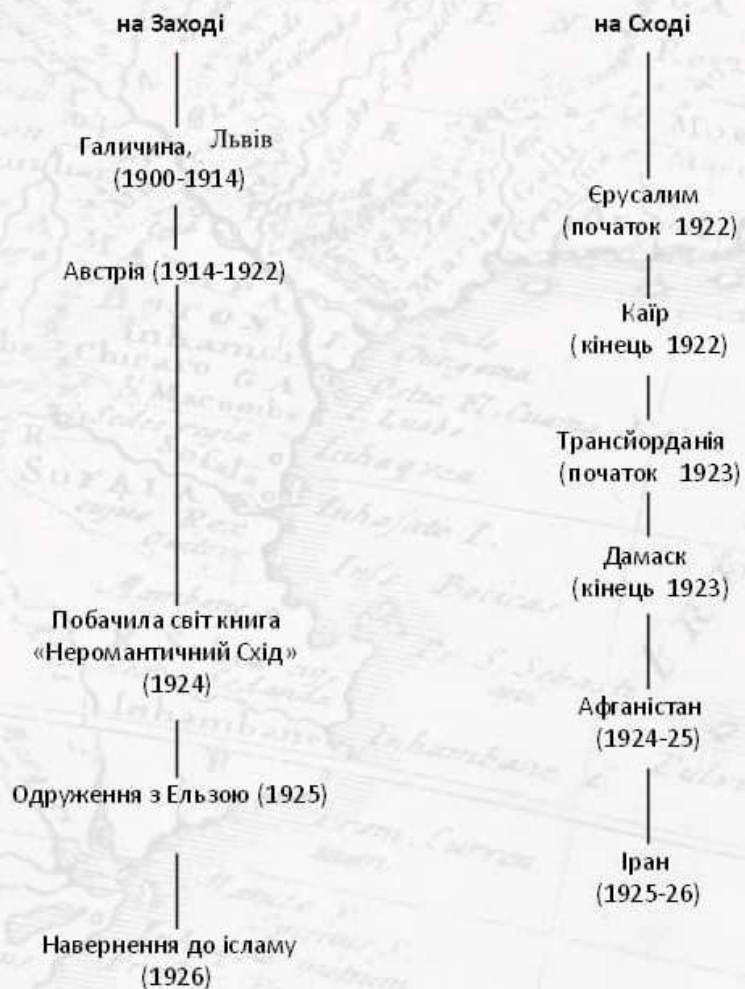 на Заході
Галичина, Львів
(1900-1914)
Австрія (1914-1922)
Побачила світ книга
«Неромантичний Схід»
(1924)
Одруження з Ельзою (1925)
Навернення до ісламу
(1926)
на Сході
Єрусалим
(початок 1922)
Каїр
(кінець 1922)
Трансйорданія
(початок 1923)
Дамаск
(кінець 1923)
Афганістан
(1924-25)
Іран
(1925-26)